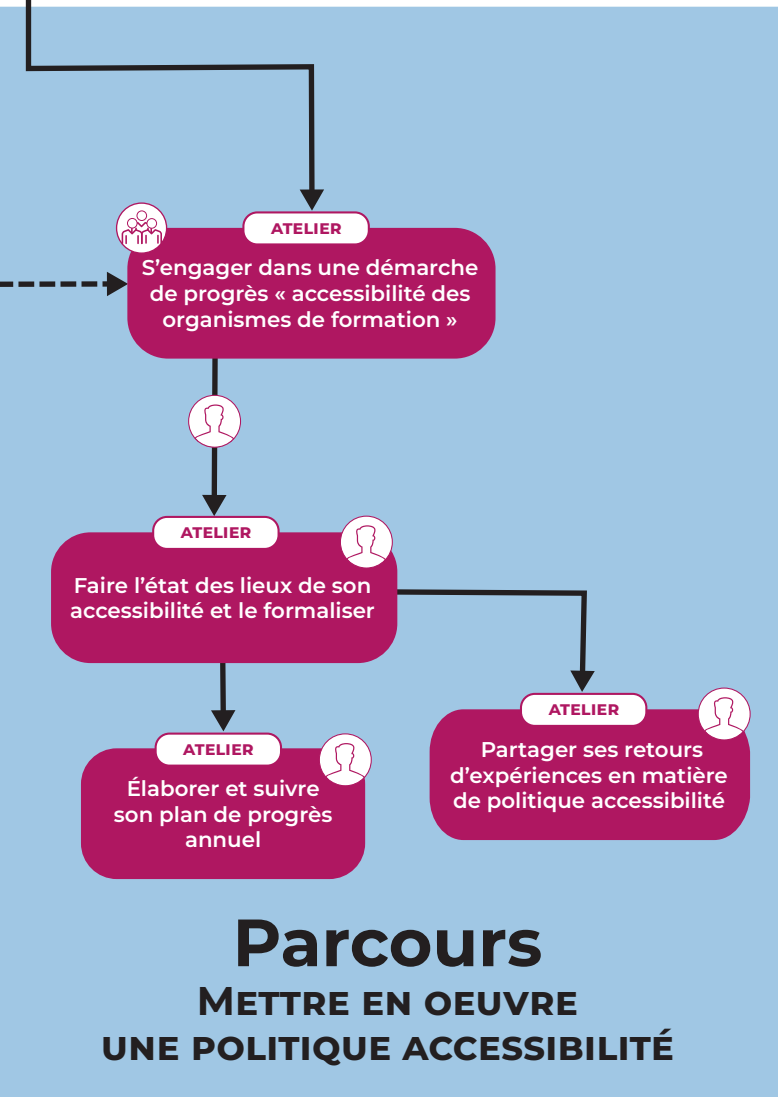 ATELIER
S’engager dans une démarche
de progrès « accessibilité des
organismes de formation »
ATELIER
Faire l’état des lieux de son
accessibilité et le formaliser
ATELIER
Élaborer et suivre
son plan de progrès
annuel
ATELIER
Partager ses retours
d’expériences en matière
de politique accessibilité
Parcours
METTRE EN OEUVRE
UNE POLITIQUE ACCESSIBILITÉ